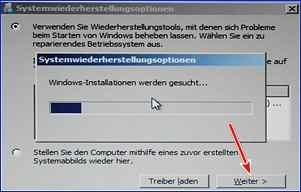 Systemwiederherstellungsoptionen
Verwenden Sie Wiederherstellungstools, mit denen sich Probleme
beim Starten von Windows beheben lassen. Wählen Sie ein zu
reparierendes Betriebssystem aus.
Systemwiederherstellungsoptionen
auf
Windows-Installationen werden gesucht...
Stellen Sie den Computer mithilfe eines zuvor erstellten
Systemabbilds wieder hier.
Treiber laden
Weiter >